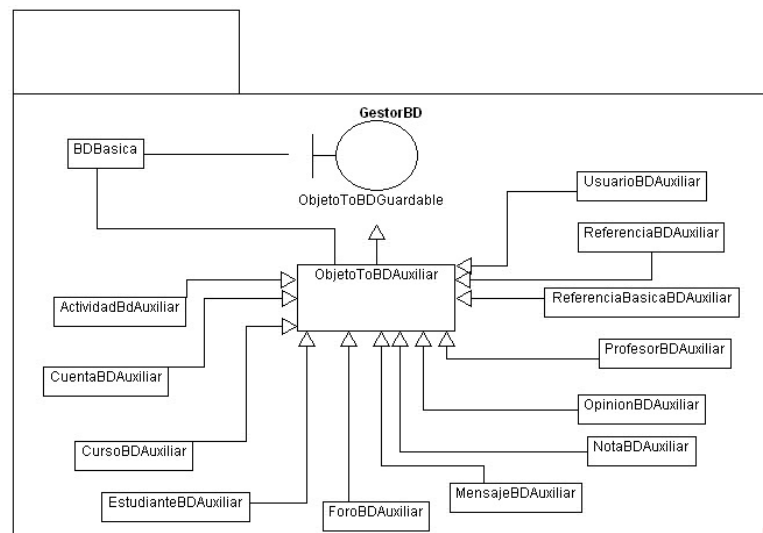 GestorBD
BDBasica
ObjetoToBDGuardable
UsuarioBDAuxiliar
ReferenciaBDAuxiliar
ObjetoToBDAuxiliar
ReferenciaBasicaBDAuxiliar
ActividadBdAuxiliar
ProfesorBDAuxiliar
CuentaBDAuxiliar
OpinionBDAuxiliar
NotaBDAuxiliar
CursoBDAuxiliar
MensajeBDAuxiliar
EstudianteBDAuxiliar
ForoBDAuxiliar